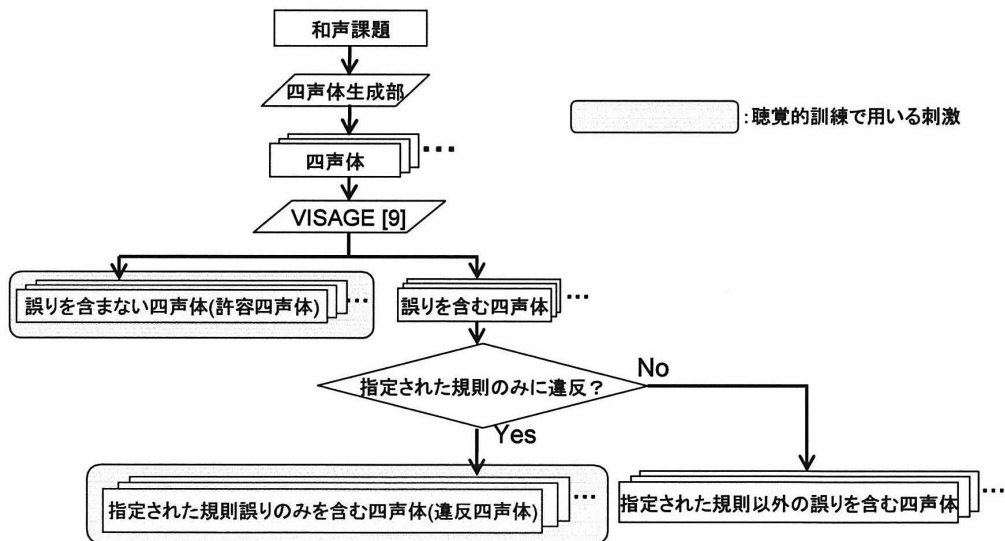 和声課題
四声体生成部
:聴覚的訓練で用いる刺激
四声体
…
VISAGE [9]
誤りを含まない四声体(許容四声体)
…
誤りを含む四声体
…
指定された規則のみに違反？
No
Yes
指定された規則誤りのみを含む四声体(違反四声体)
…
指定された規則以外の誤りを含む四声体
…